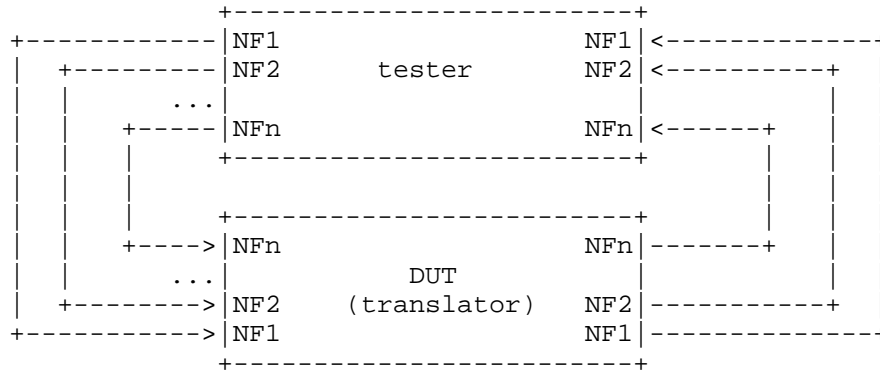 NF1 NF1
NF2 tester NF2
...
NFn NFn
NFn NFn
... DUT
NF2 (translator) NF2
NF1 NF1